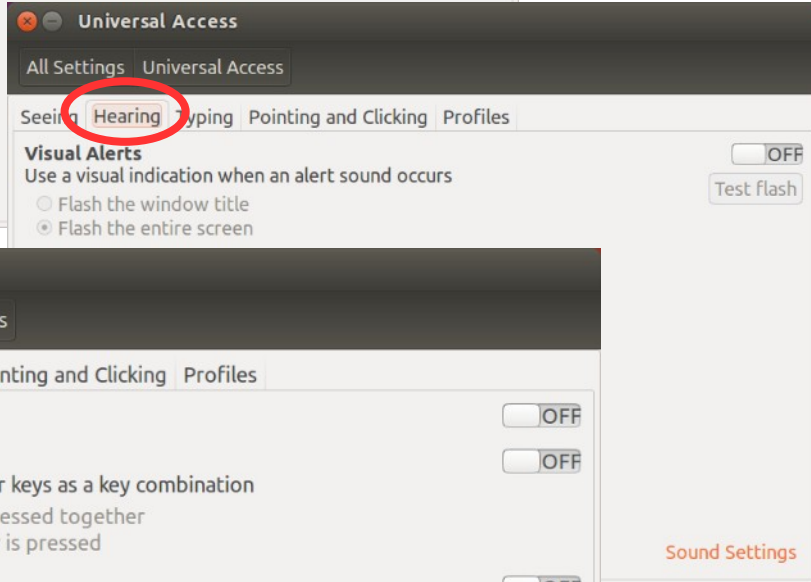 Universal Access
All Settings Universal Access
Seeing Hearing Typing Pointing and Clicking Profiles
Visual Alerts
OFF
Use a visual indication when an alert sound occurs
Test flash
Flash the window title
Flash the entire screen
s
nting and Clicking Profiles
OFF
OFF
r keys as a key combination
essed together
is pressed
Sound Settings